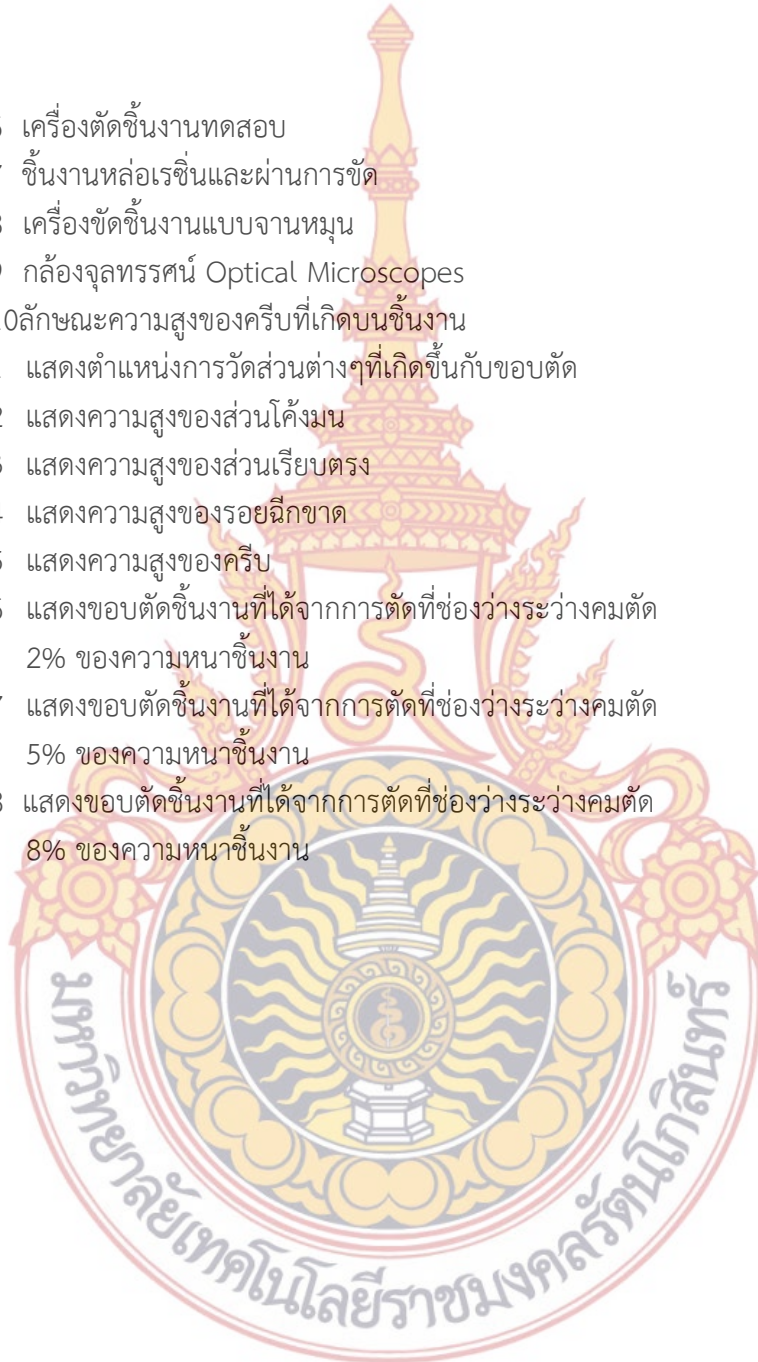 6 เครื่องตัดชิ้นงานทดสอบ
7 ชิ้นงานหล่อเรซิ่นและผ่านการขัด
8 เครื่องขัดชิ้นงานแบบจานหมุน
9 กล้องจุลทรรศน์ Optical Microscopes
10ลักษณะความสูงของครีบที่เกิดบนชิ้นงาน
แสดงตำแหน่งการวัดส่วนต่างๆที่เกิดขึ้นกับขอบตัด
2 แสดงความสูงของส่วนโค้งมน
3 แสดงความสูงของส่วนเรียบตรง
4 แสดงความสูงของรอยฉีกขาด
5 แสดงความสูงของครีบ
6 แสดงขอบตัดชิ้นงานที่ได้จากการตัดที่ช่องว่างระว่างคมตัด
2% ของความหนาชิ้นงาน
7 แสดงขอบตัดชิ้นงานที่ได้จากการตัดที่ช่องว่างระว่างคมตัด
5% ของความหนาชิ้นงาน
8 แสดงขอบตัดชิ้นงานที่ได้จากการตัดที่ช่องว่างระว่างคมตัด
8% ของความหนาชิ้นงาน
มหาวิทยาลัยเทคโนโลยีราชมงคลรัตนโกสินทร์